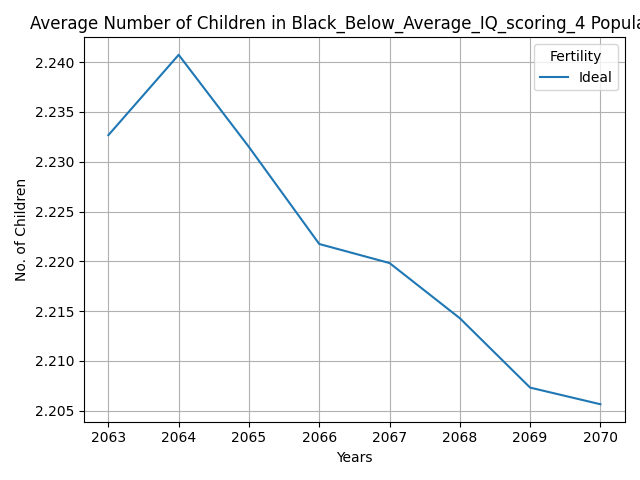 Average Number of Children in Black_Below_Average_IQ_scoring_4 Popula
Fertility
Ideal
2.240
2.235
2.230
2.225
2.220
2.215
2.210
2.205
No. of Children
2063 2064 2065 2066 2067 2068 2069 2070
Years